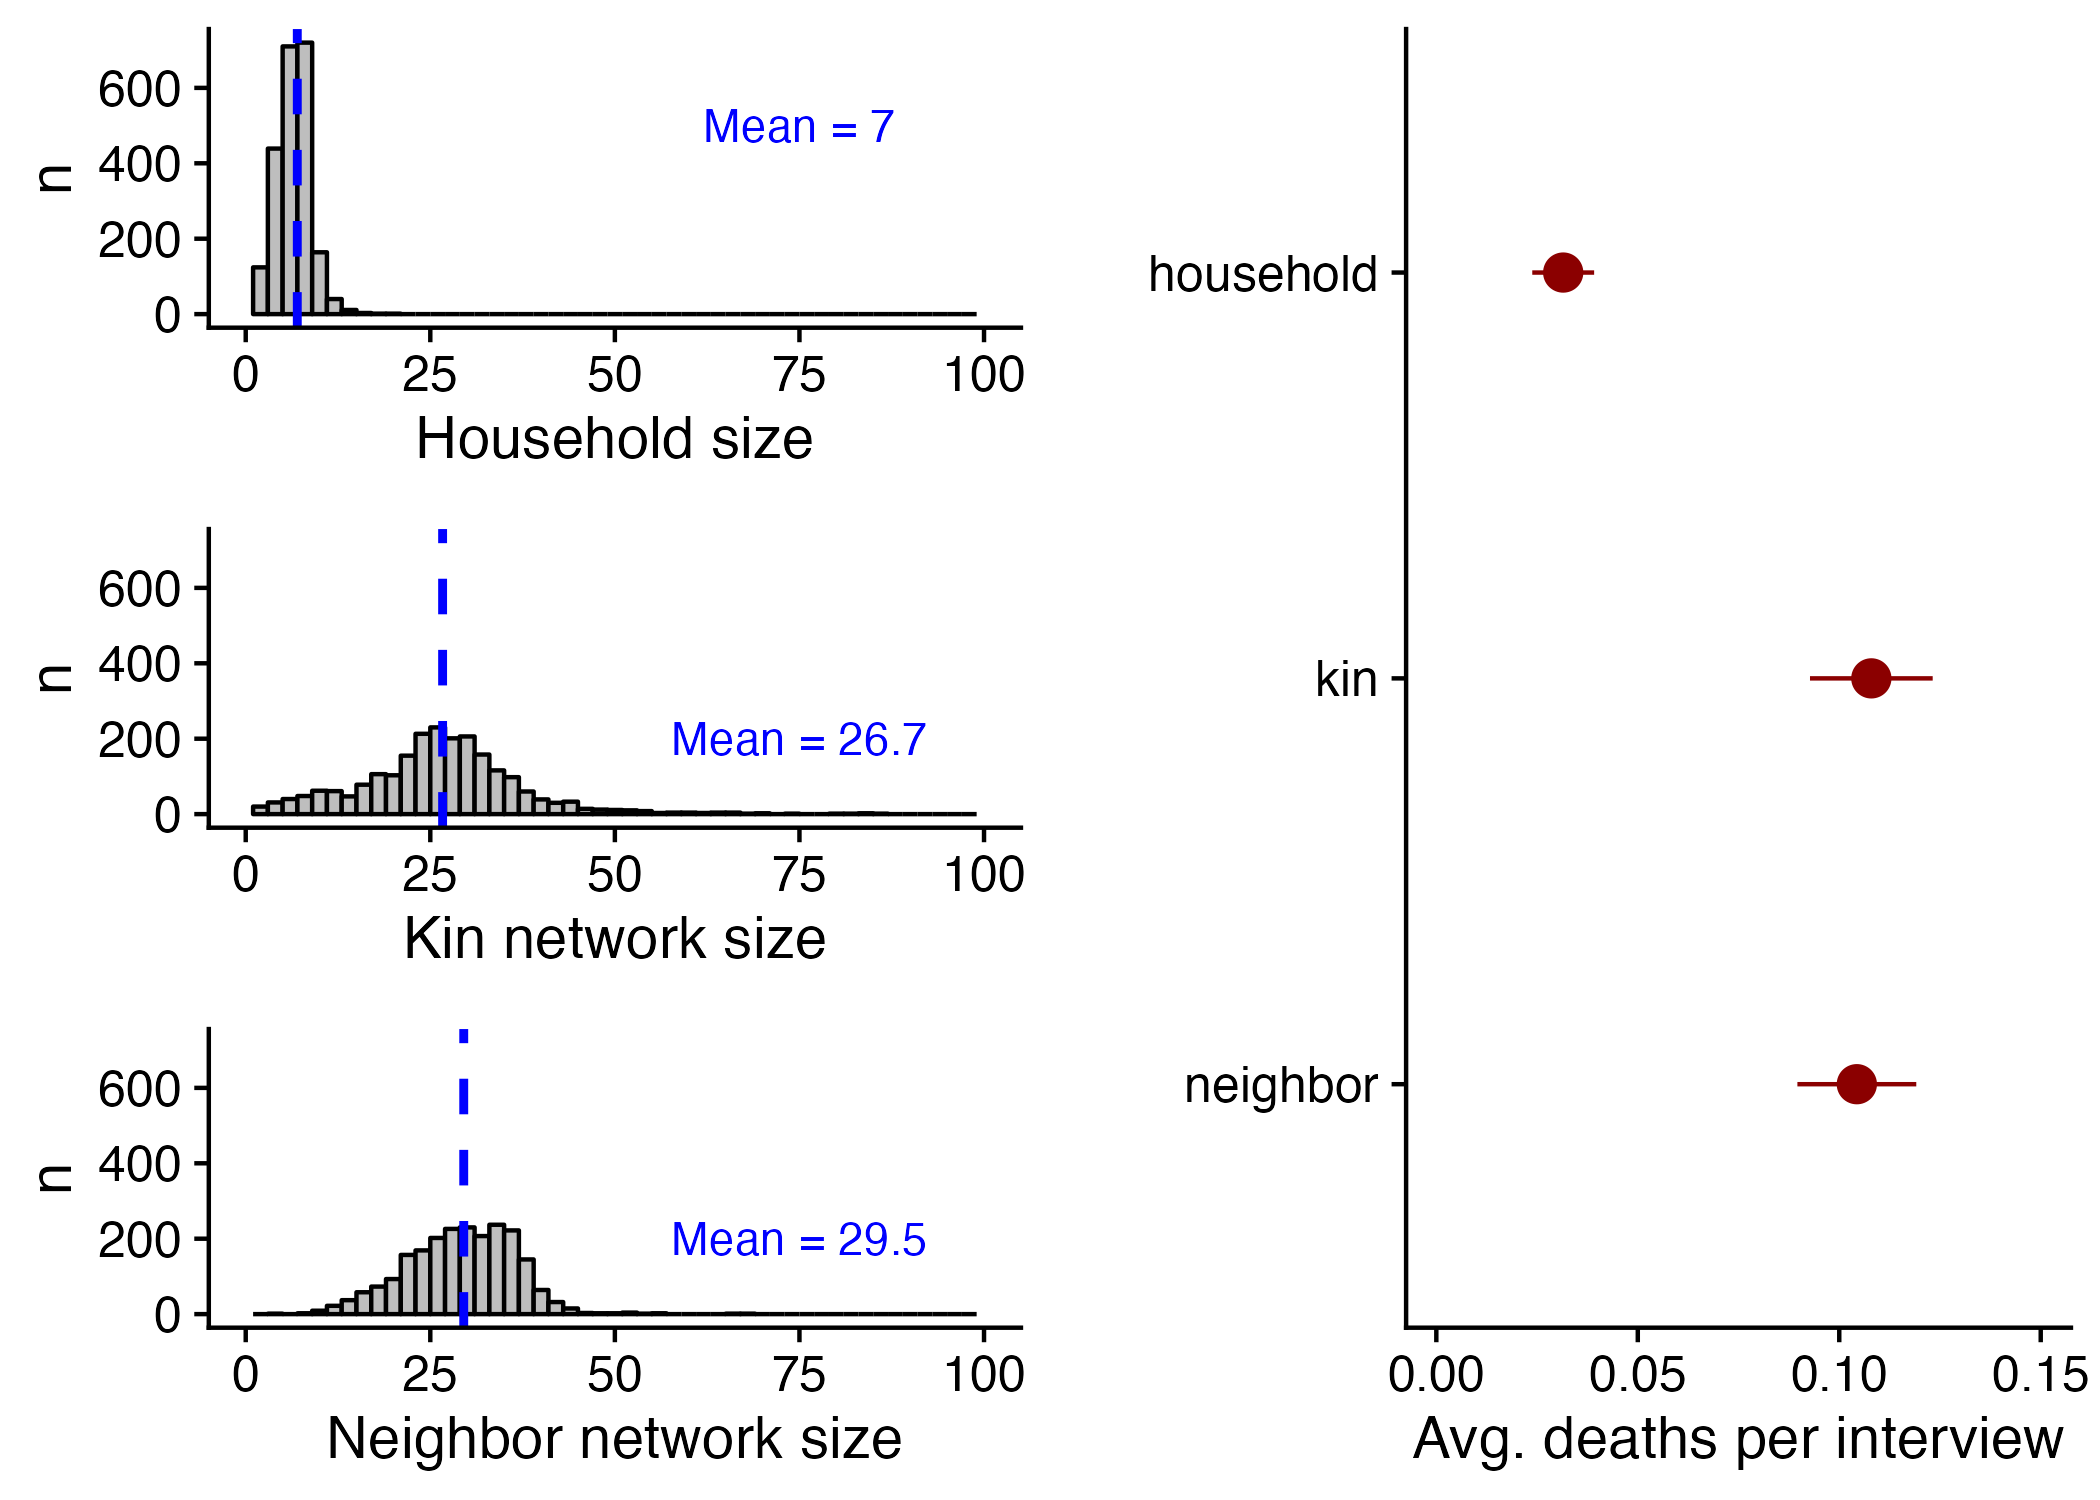 n
600
400
200
0
Mean = 7
0 25 50 75 100
Household size
n
600
400
200
0
Mean = 26.7
0 25 50 75 100
Kin network size
n
600
400
200
0
Mean = 29.5
0 25 50 75 100
Neighbor network size
household
kin
neighbor
0.00 0.05 0.10 0.15
Avg. deaths per interview